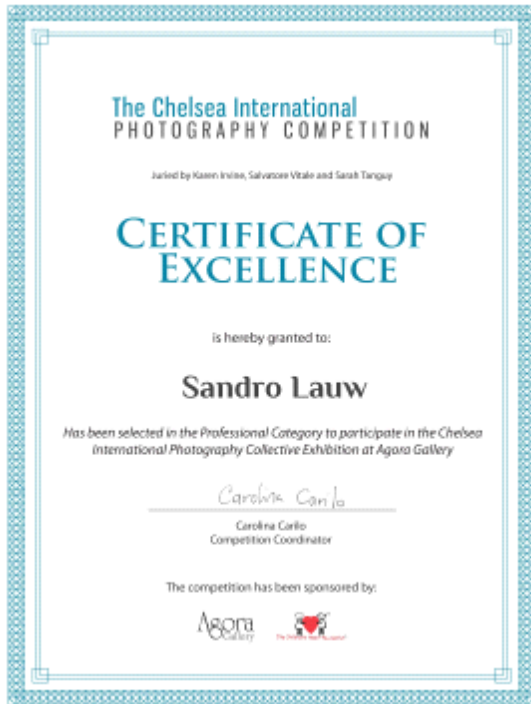 The Chelsea International
PHOTOGRAPHY COMPETITION
Juried by Karen Irvine, Salvatore Vitale and Sarah Tanguy
CERTIFICATE OF
EXCELLENCE
is hereby granted to:
Sandro Lauw
Has been selected in the Professional Category to participate in the Chelsea
International Photography Collective Exhibition at Agora Gallery
Carolina Carilo
Carolina Carilo
Competition Coordinator
The competition has been sponsored by:
Agora
Gallery